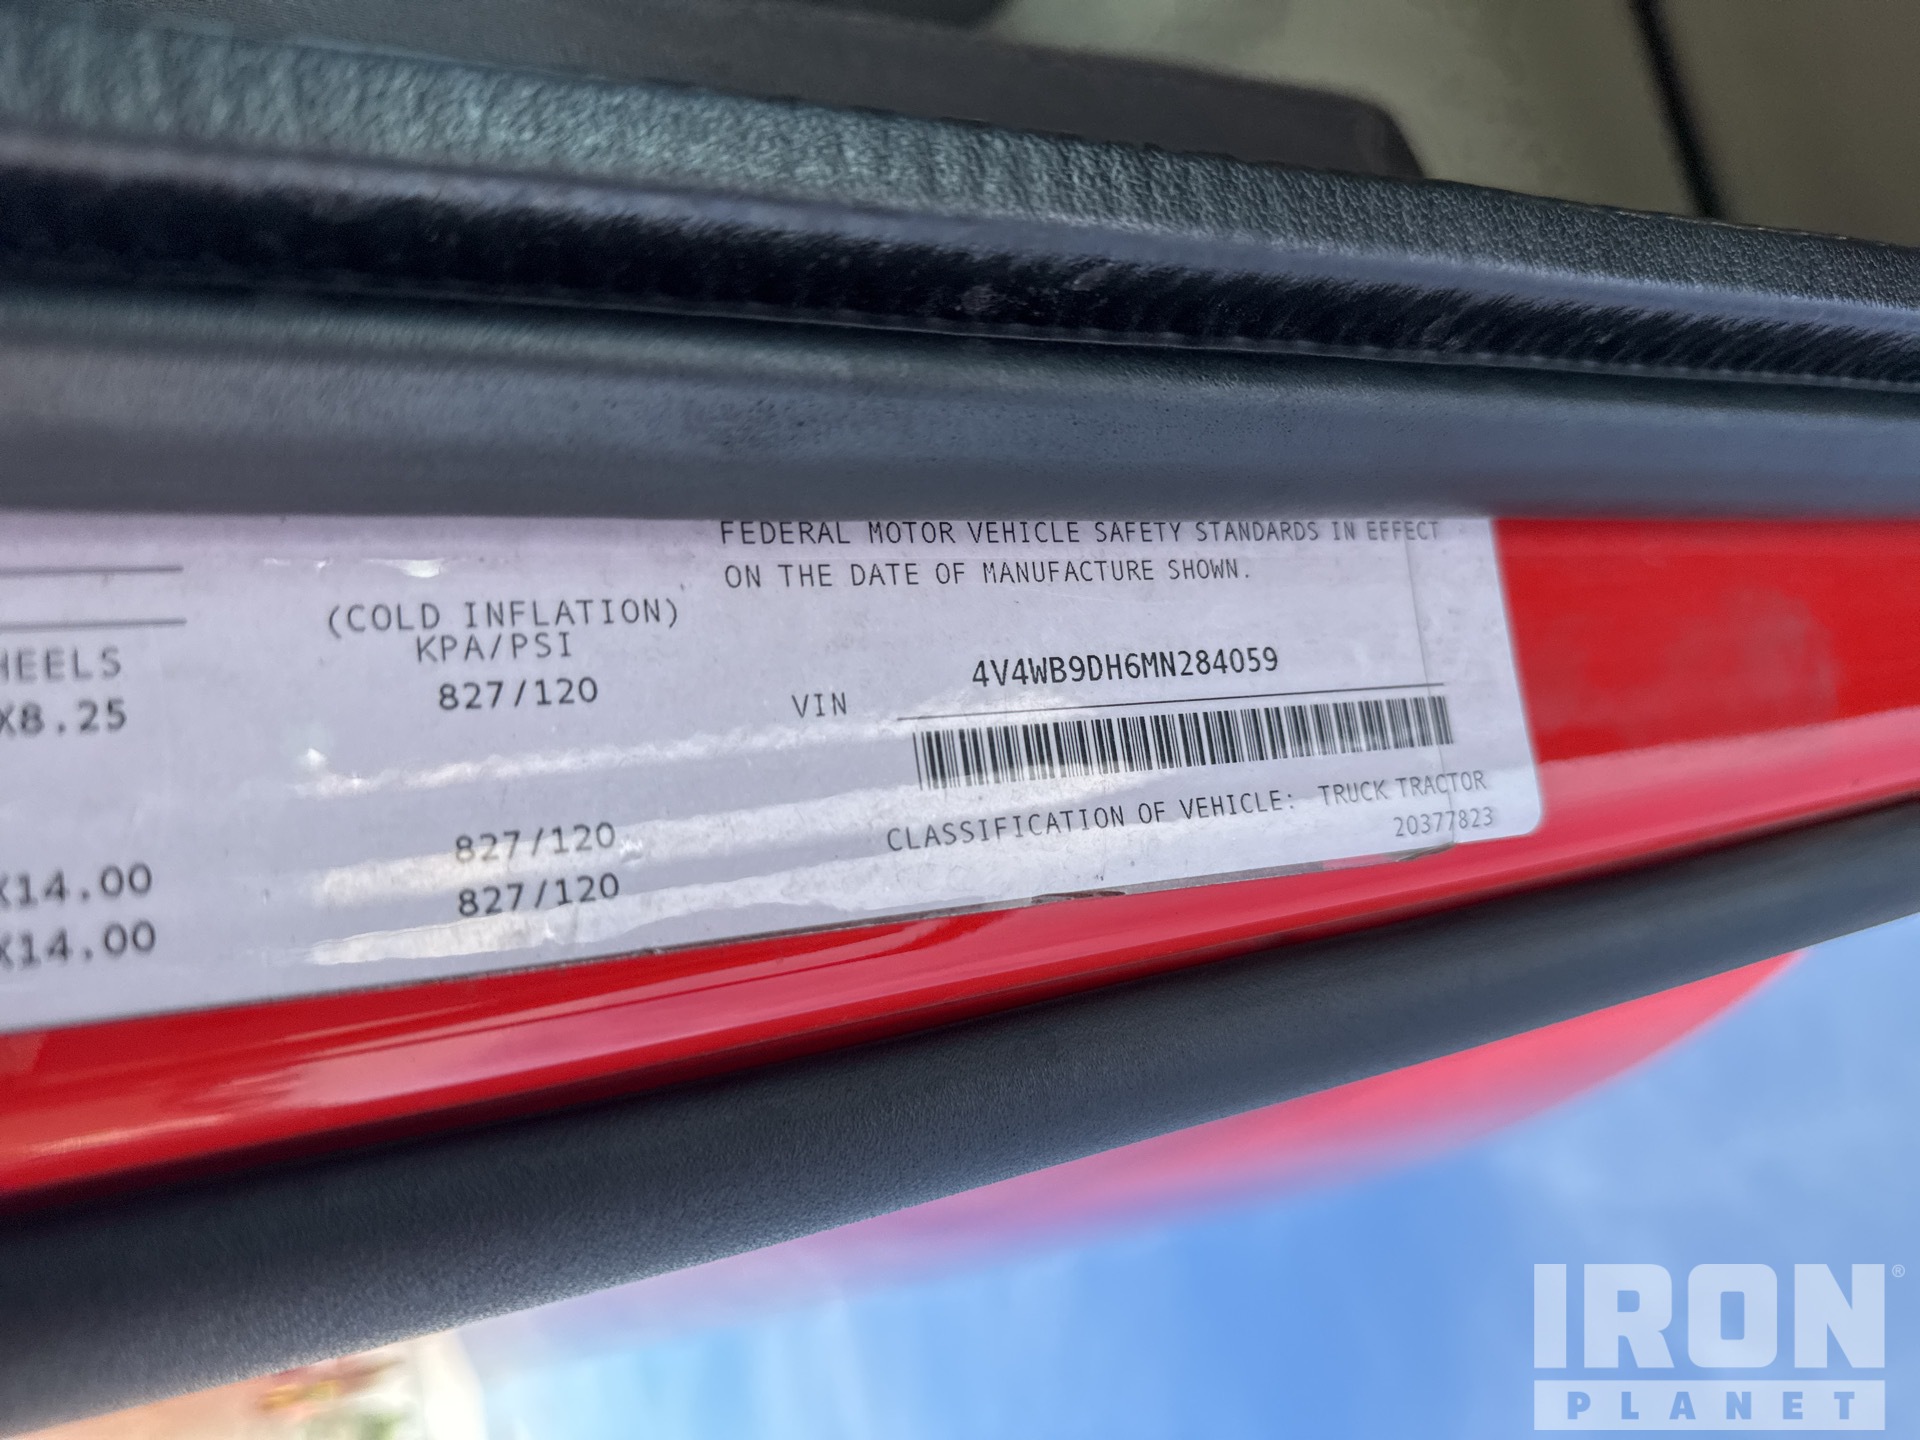 FEDERAL MOTOR VEHICLE SAFETY STANDARDS IN EFFECT
ON THE DATE OF MANUFACTURE SHOWN.
(COLD INFLATION)
HEELS KPA/PSI
X8.25 827/120
VIN 4V4WB9DH6MN284059
827/120
X14.00 827/120
X14.00
CLASSIFICATION OF VEHICLE: TRUCK TRACTOR
20377823
IRON ®
PLANET